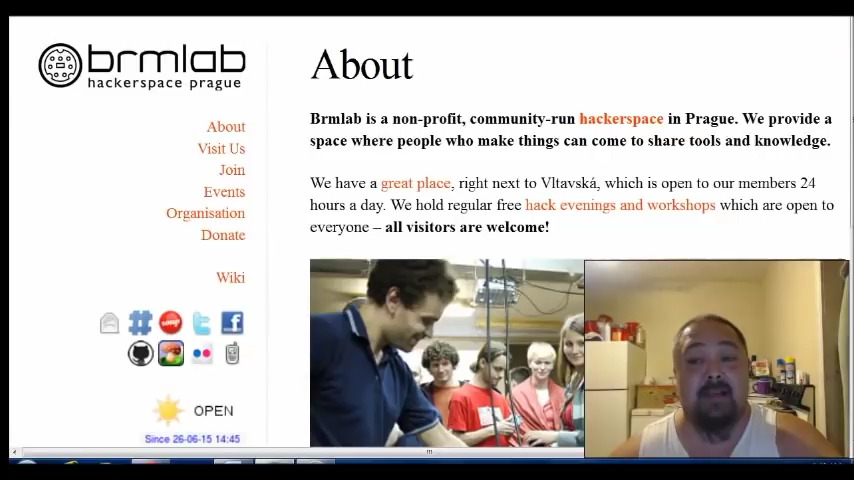 brmlab
hackerspace prague
About
Visit Us
Join
Events
Organisation
Donate
Wiki
OPEN
Since 26-06-15 14:45
About
Brmlab is a non-profit, community-run hackerspace in Prague. We provide a
space where people who make things can come to share tools and knowledge.
We have a great place, right next to Vltavská, which is open to our members 24
hours a day. We hold regular free hack evenings and workshops which are open to
everyone – all visitors are welcome!